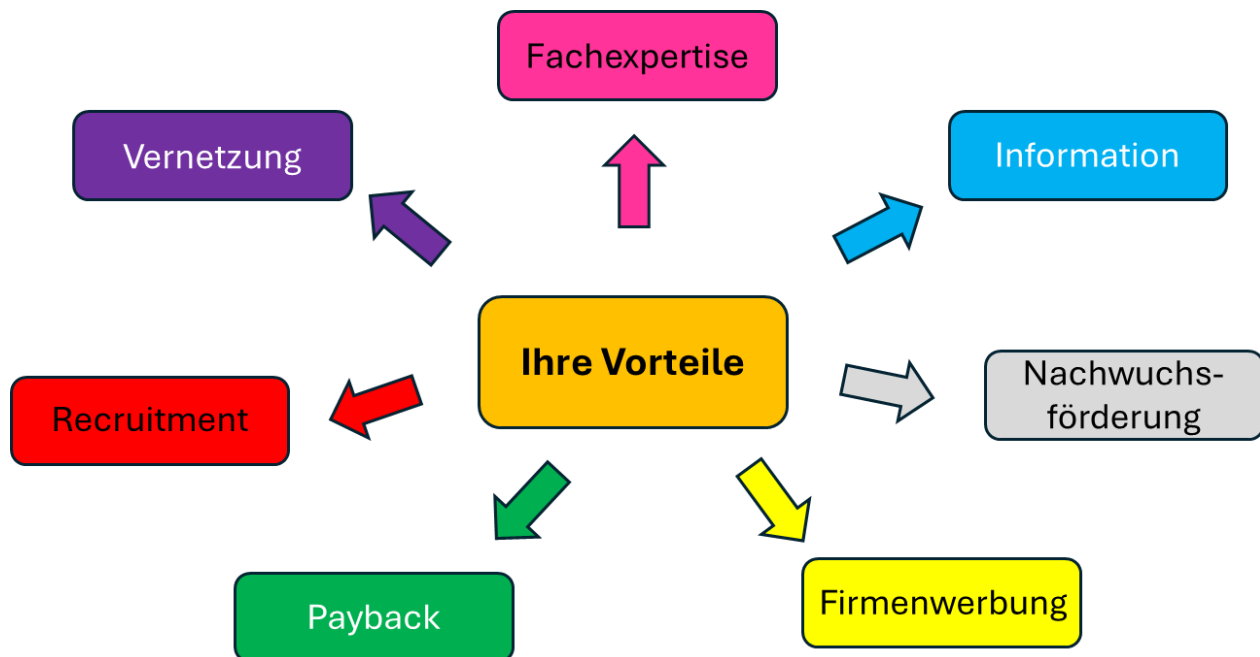 Fachexpertise
Vernetzung
Information
Ihre Vorteile
Nachwuchs-
förderung
Recruitment
Firmenwerbung
Payback